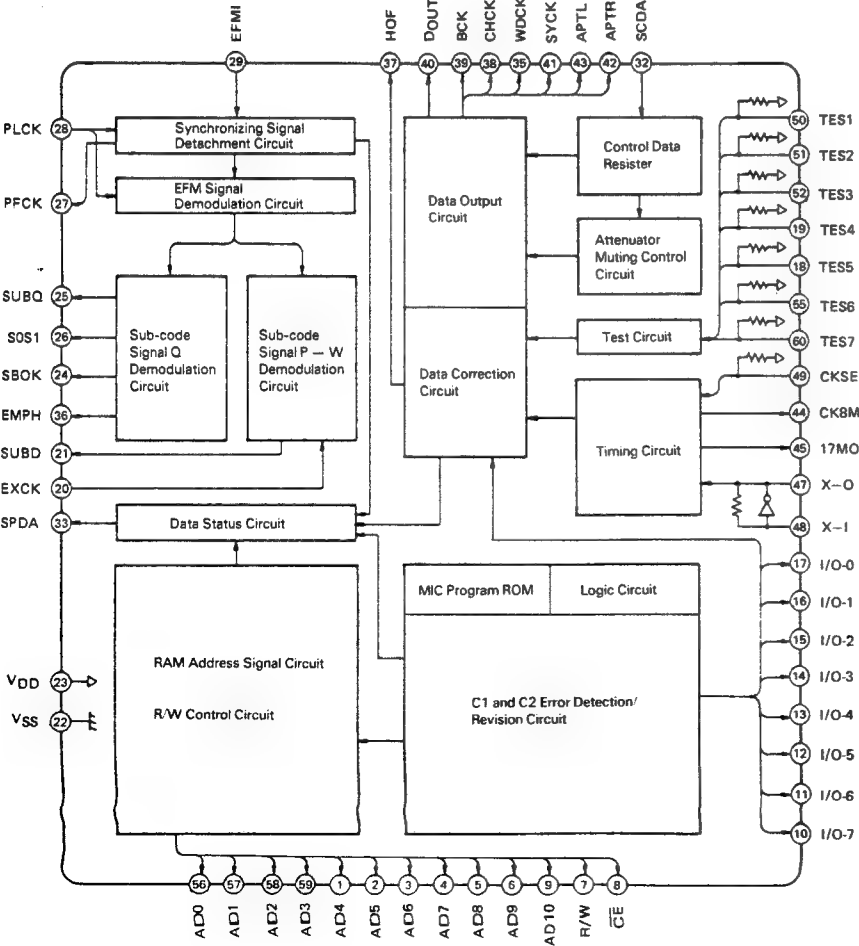 EFMI
HOF
DOUT
BCK
CHCK
WDCK
SYCK
APTL
APTR
SCDA
29
37
40
39
38
35
41
43
42
32
PLCK
28
PFCK
27
SUBQ
25
S0S1
26
SBOK
24
EMPH
36
SUBD
21
EXCK
20
SPDA
33
VDD
23
VSS
22
Synchronizing Signal
Detachment Circuit
EFM Signal
Demodulation Circuit
Sub-code
Signal Q
Demodulation
Circuit
Sub-code
Signal P – W
Demodulation
Circuit
Data Status Circuit
RAM Address Signal Circuit
R/W Control Circuit
Data Output
Circuit
Data Correction
Circuit
Control Data
Register
Attenuator
Muting Control
Circuit
Test Circuit
Timing Circuit
MIC Program ROM
Logic Circuit
C1 and C2 Error Detection/
Revision Circuit
50 TES1
51 TES2
52 TES3
19 TES4
18 TES5
55 TES6
60 TES7
49 CKSE
44 CK8M
45 17MO
47 X–O
48 X–I
17 I/O-0
16 I/O-1
15 I/O-2
14 I/O-3
13 I/O-4
12 I/O-5
11 I/O-6
10 I/O-7
56
57
58
59
1
2
3
4
5
6
9
7
8
AD0
AD1
AD2
AD3
AD4
AD5
AD6
AD7
AD8
AD9
AD10
R/W
CE